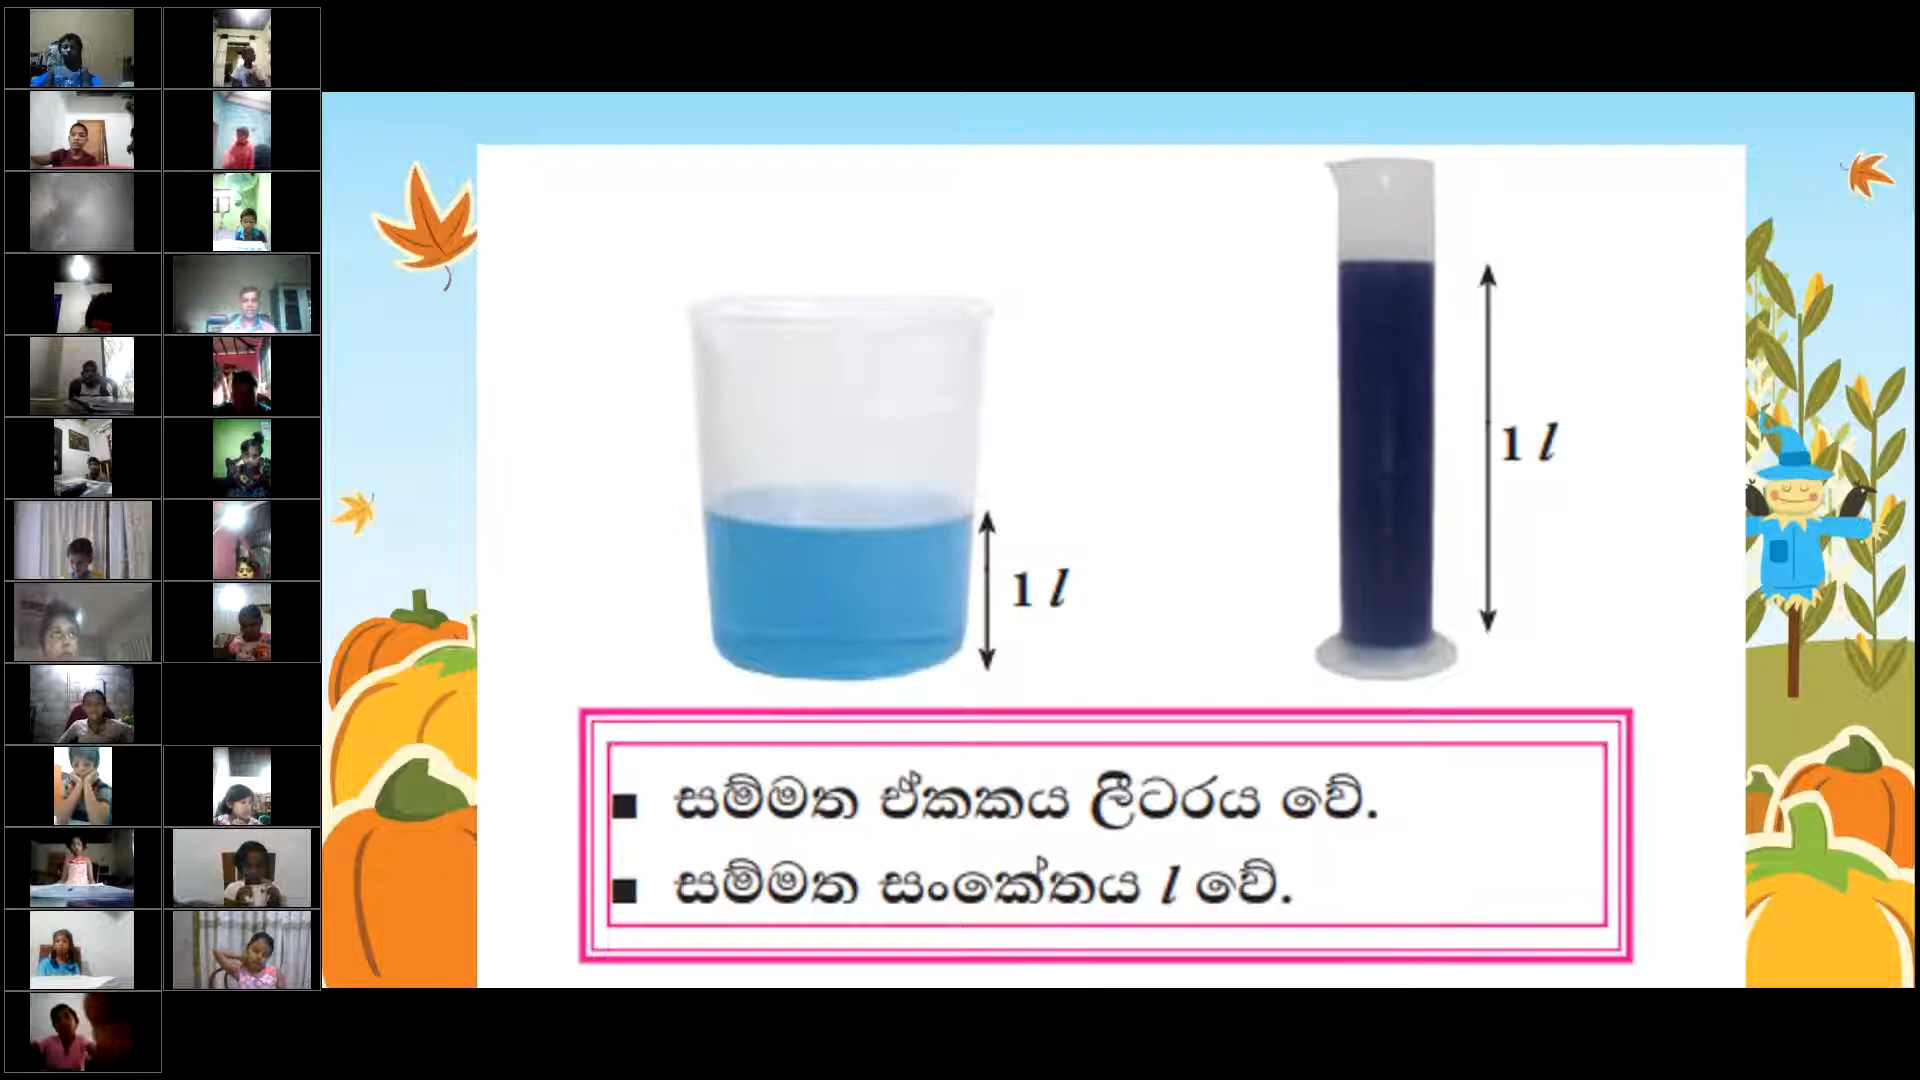 1 l
1 l
■ සම්මත ඒකකය ලීටරය වේ.
■ සම්මත සංකේතය l වේ.